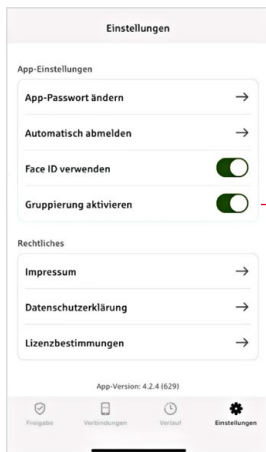 Einstellungen
App-Einstellungen
App-Passwort ändern
Automatisch abmelden
Face ID verwenden
Gruppierung aktivieren
Rechtliches
Impressum
Datenschutzerklärung
Lizenzbestimmungen
App-Version: 4.2.4 (629)
Freigabe Verbindungen Verlauf Einstellungen